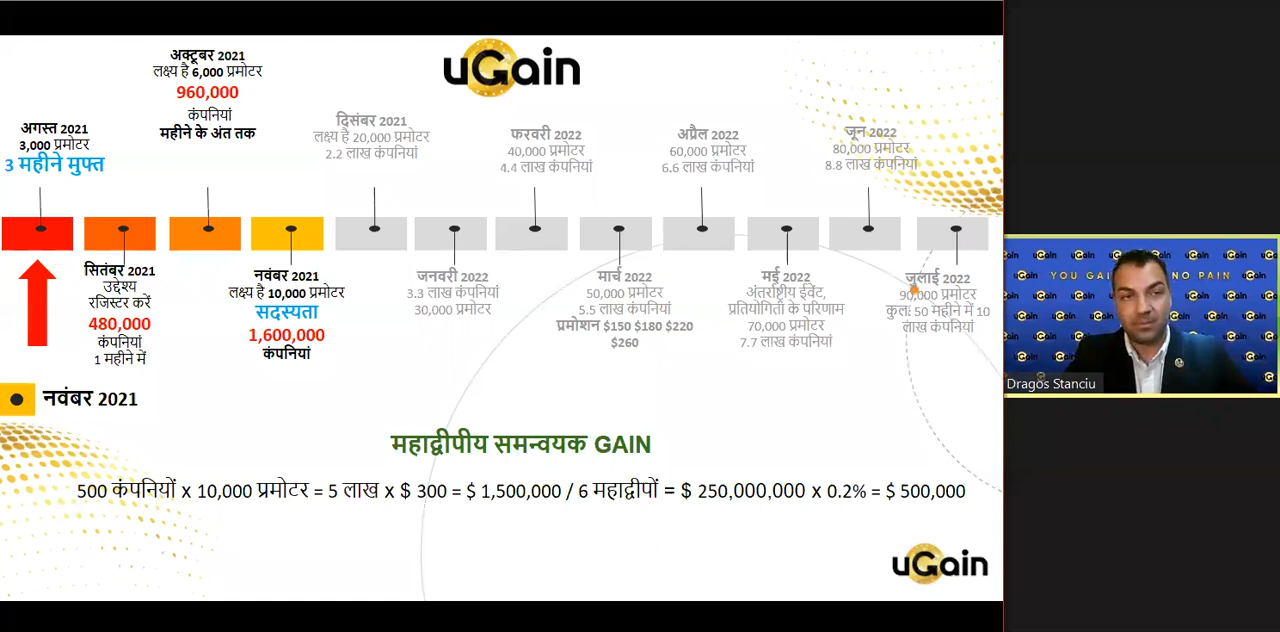 uGain
अक्टूबर 2021
लक्ष्य है 6,000 प्रमोटर
960,000
कंपनियां
महीने के अंत तक
अगस्त 2021
3,000 प्रमोटर
3 महीने मुफ्त
दिसंबर 2021
लक्ष्य है 20,000 प्रमोटर
2.2 लाख कंपनियां
फरवरी 2022
40,000 प्रमोटर
4.4 लाख कंपनियां
अप्रैल 2022
60,000 प्रमोटर
6.6 लाख कंपनियां
जून 2022
80,000 प्रमोटर
8.8 लाख कंपनियां
सितंबर 2021
उद्देश्य
रजिस्टर करें
480,000
कंपनियां
1 महीने में
नवंबर 2021
लक्ष्य है 10,000 प्रमोटर
सदस्यता
1,600,000
कंपनियां
जनवरी 2022
3.3 लाख कंपनियां
30,000 प्रमोटर
मार्च 2022
50,000 प्रमोटर
5.5 लाख कंपनियां
प्रमोशन $150 $180 $220
$260
मई 2022
अंतर्राष्ट्रीय ईवेंट,
प्रतियोगिता के परिणाम
70,000 प्रमोटर
7.7 लाख कंपनियां
जुलाई 2022
90,000 प्रमोटर
कुल: 50 महीने में 10
लाख कंपनियां
नवंबर 2021
महाद्वीपीय समन्वयक GAIN
500 कंपनियों x 10,000 प्रमोटर = 5 लाख x $ 300 = $ 1,500,000 / 6 महाद्वीपों = $ 250,000,000 x 0.2% = $ 500,000
uGain
YOU GAI NO PAIN
Dragos Stanciu